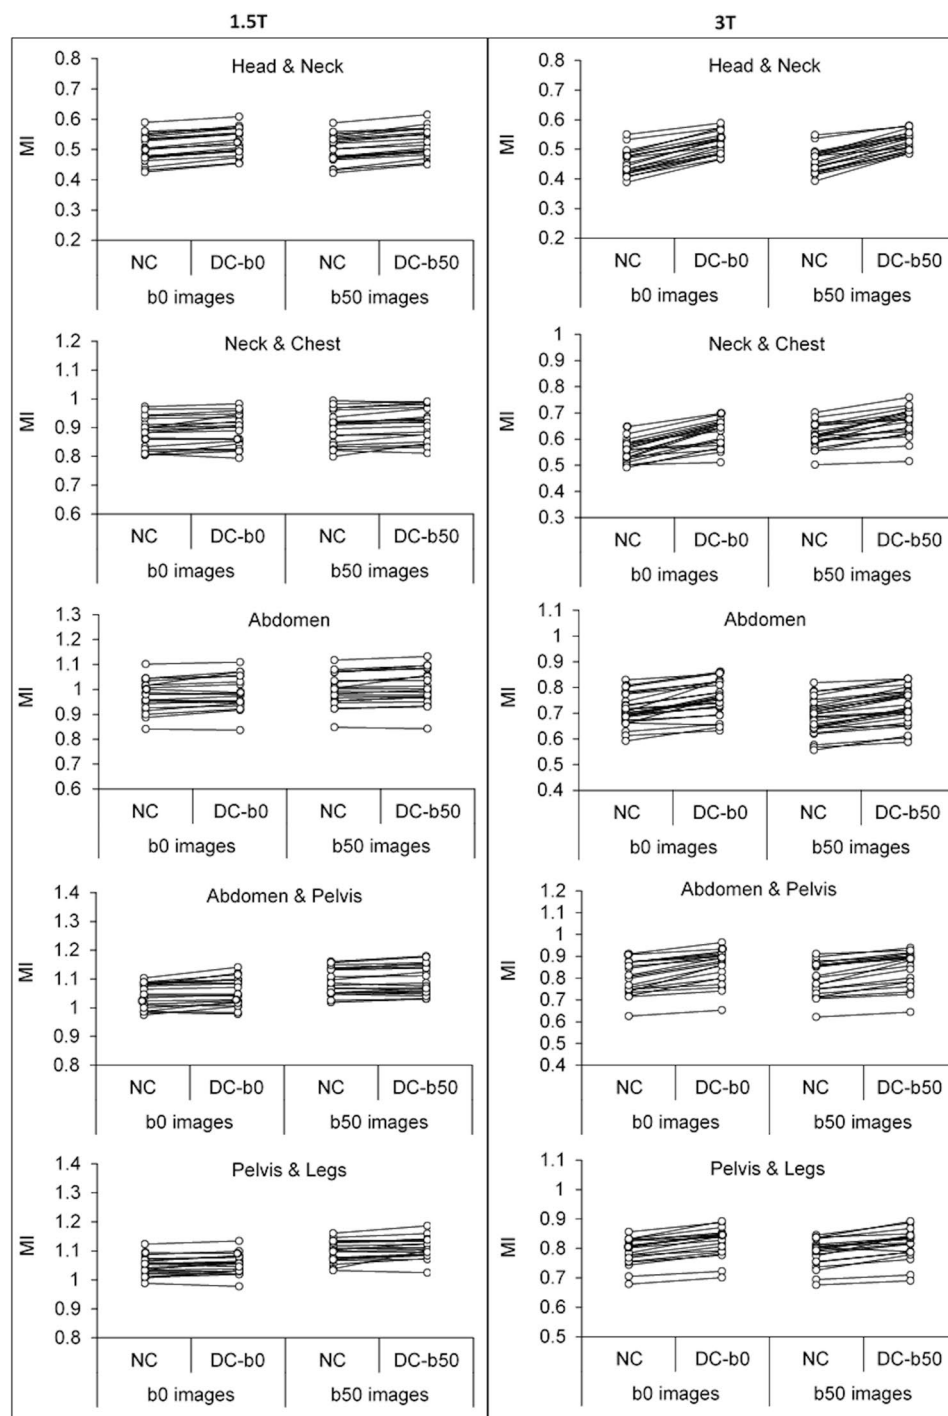 1.5T
3T
Head & Neck
0.8
0.7
0.6
0.5
0.4
0.3
0.2
MI
NC DC-b0 NC DC-b50
b0 images b50 images
Head & Neck
0.8
0.7
0.6
0.5
0.4
0.3
0.2
MI
NC DC-b0 NC DC-b50
b0 images b50 images
Neck & Chest
1.2
1.1
1
0.9
0.8
0.7
0.6
MI
NC DC-b0 NC DC-b50
b0 images b50 images
Neck & Chest
1
0.9
0.8
0.7
0.6
0.5
0.4
0.3
MI
NC DC-b0 NC DC-b50
b0 images b50 images
Abdomen
1.3
1.2
1.1
1
0.9
0.8
0.7
0.6
MI
NC DC-b0 NC DC-b50
b0 images b50 images
Abdomen
1.1
1
0.9
0.8
0.7
0.6
0.5
0.4
MI
NC DC-b0 NC DC-b50
b0 images b50 images
Abdomen & Pelvis
1.4
1.3
1.2
1.1
1
0.9
0.8
MI
NC DC-b0 NC DC-b50
b0 images b50 images
Abdomen & Pelvis
1.2
1.1
1
0.9
0.8
0.7
0.6
0.5
0.4
MI
NC DC-b0 NC DC-b50
b0 images b50 images
Pelvis & Legs
1.4
1.3
1.2
1.1
1
0.9
0.8
MI
NC DC-b0 NC DC-b50
b0 images b50 images
Pelvis & Legs
1.1
1
0.9
0.8
0.7
0.6
0.5
MI
NC DC-b0 NC DC-b50
b0 images b50 images